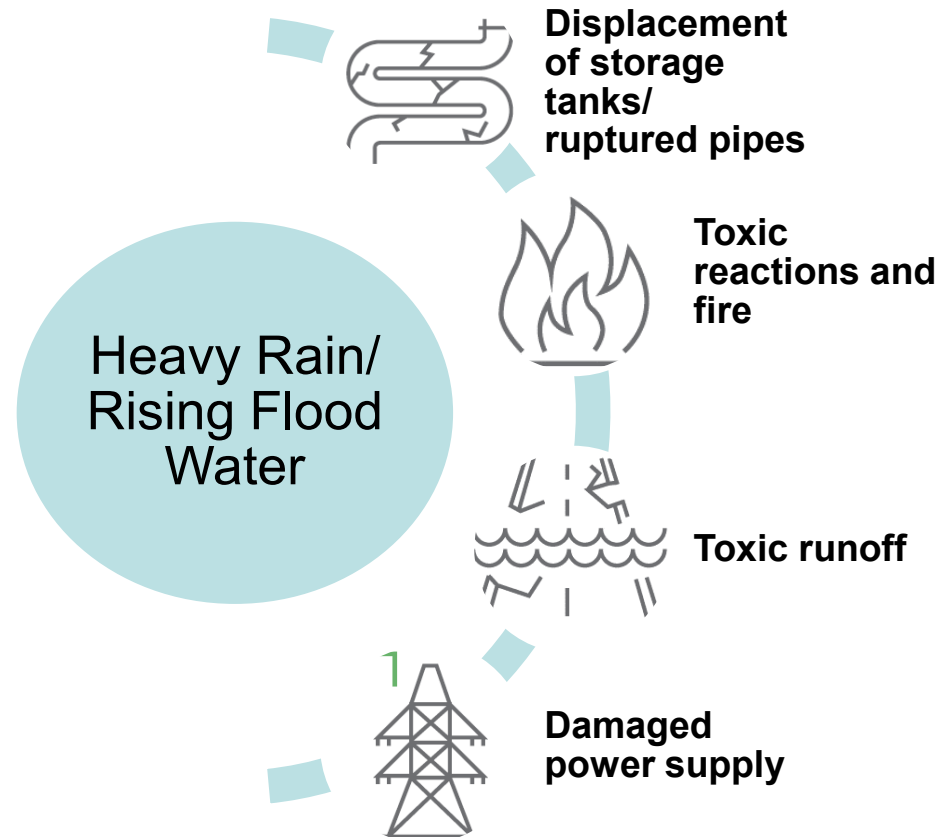 Displacement
of storage
tanks/
ruptured pipes
Toxic
reactions and
fire
Heavy Rain/
Rising Flood
Water
Toxic runoff
1
Damaged
power supply